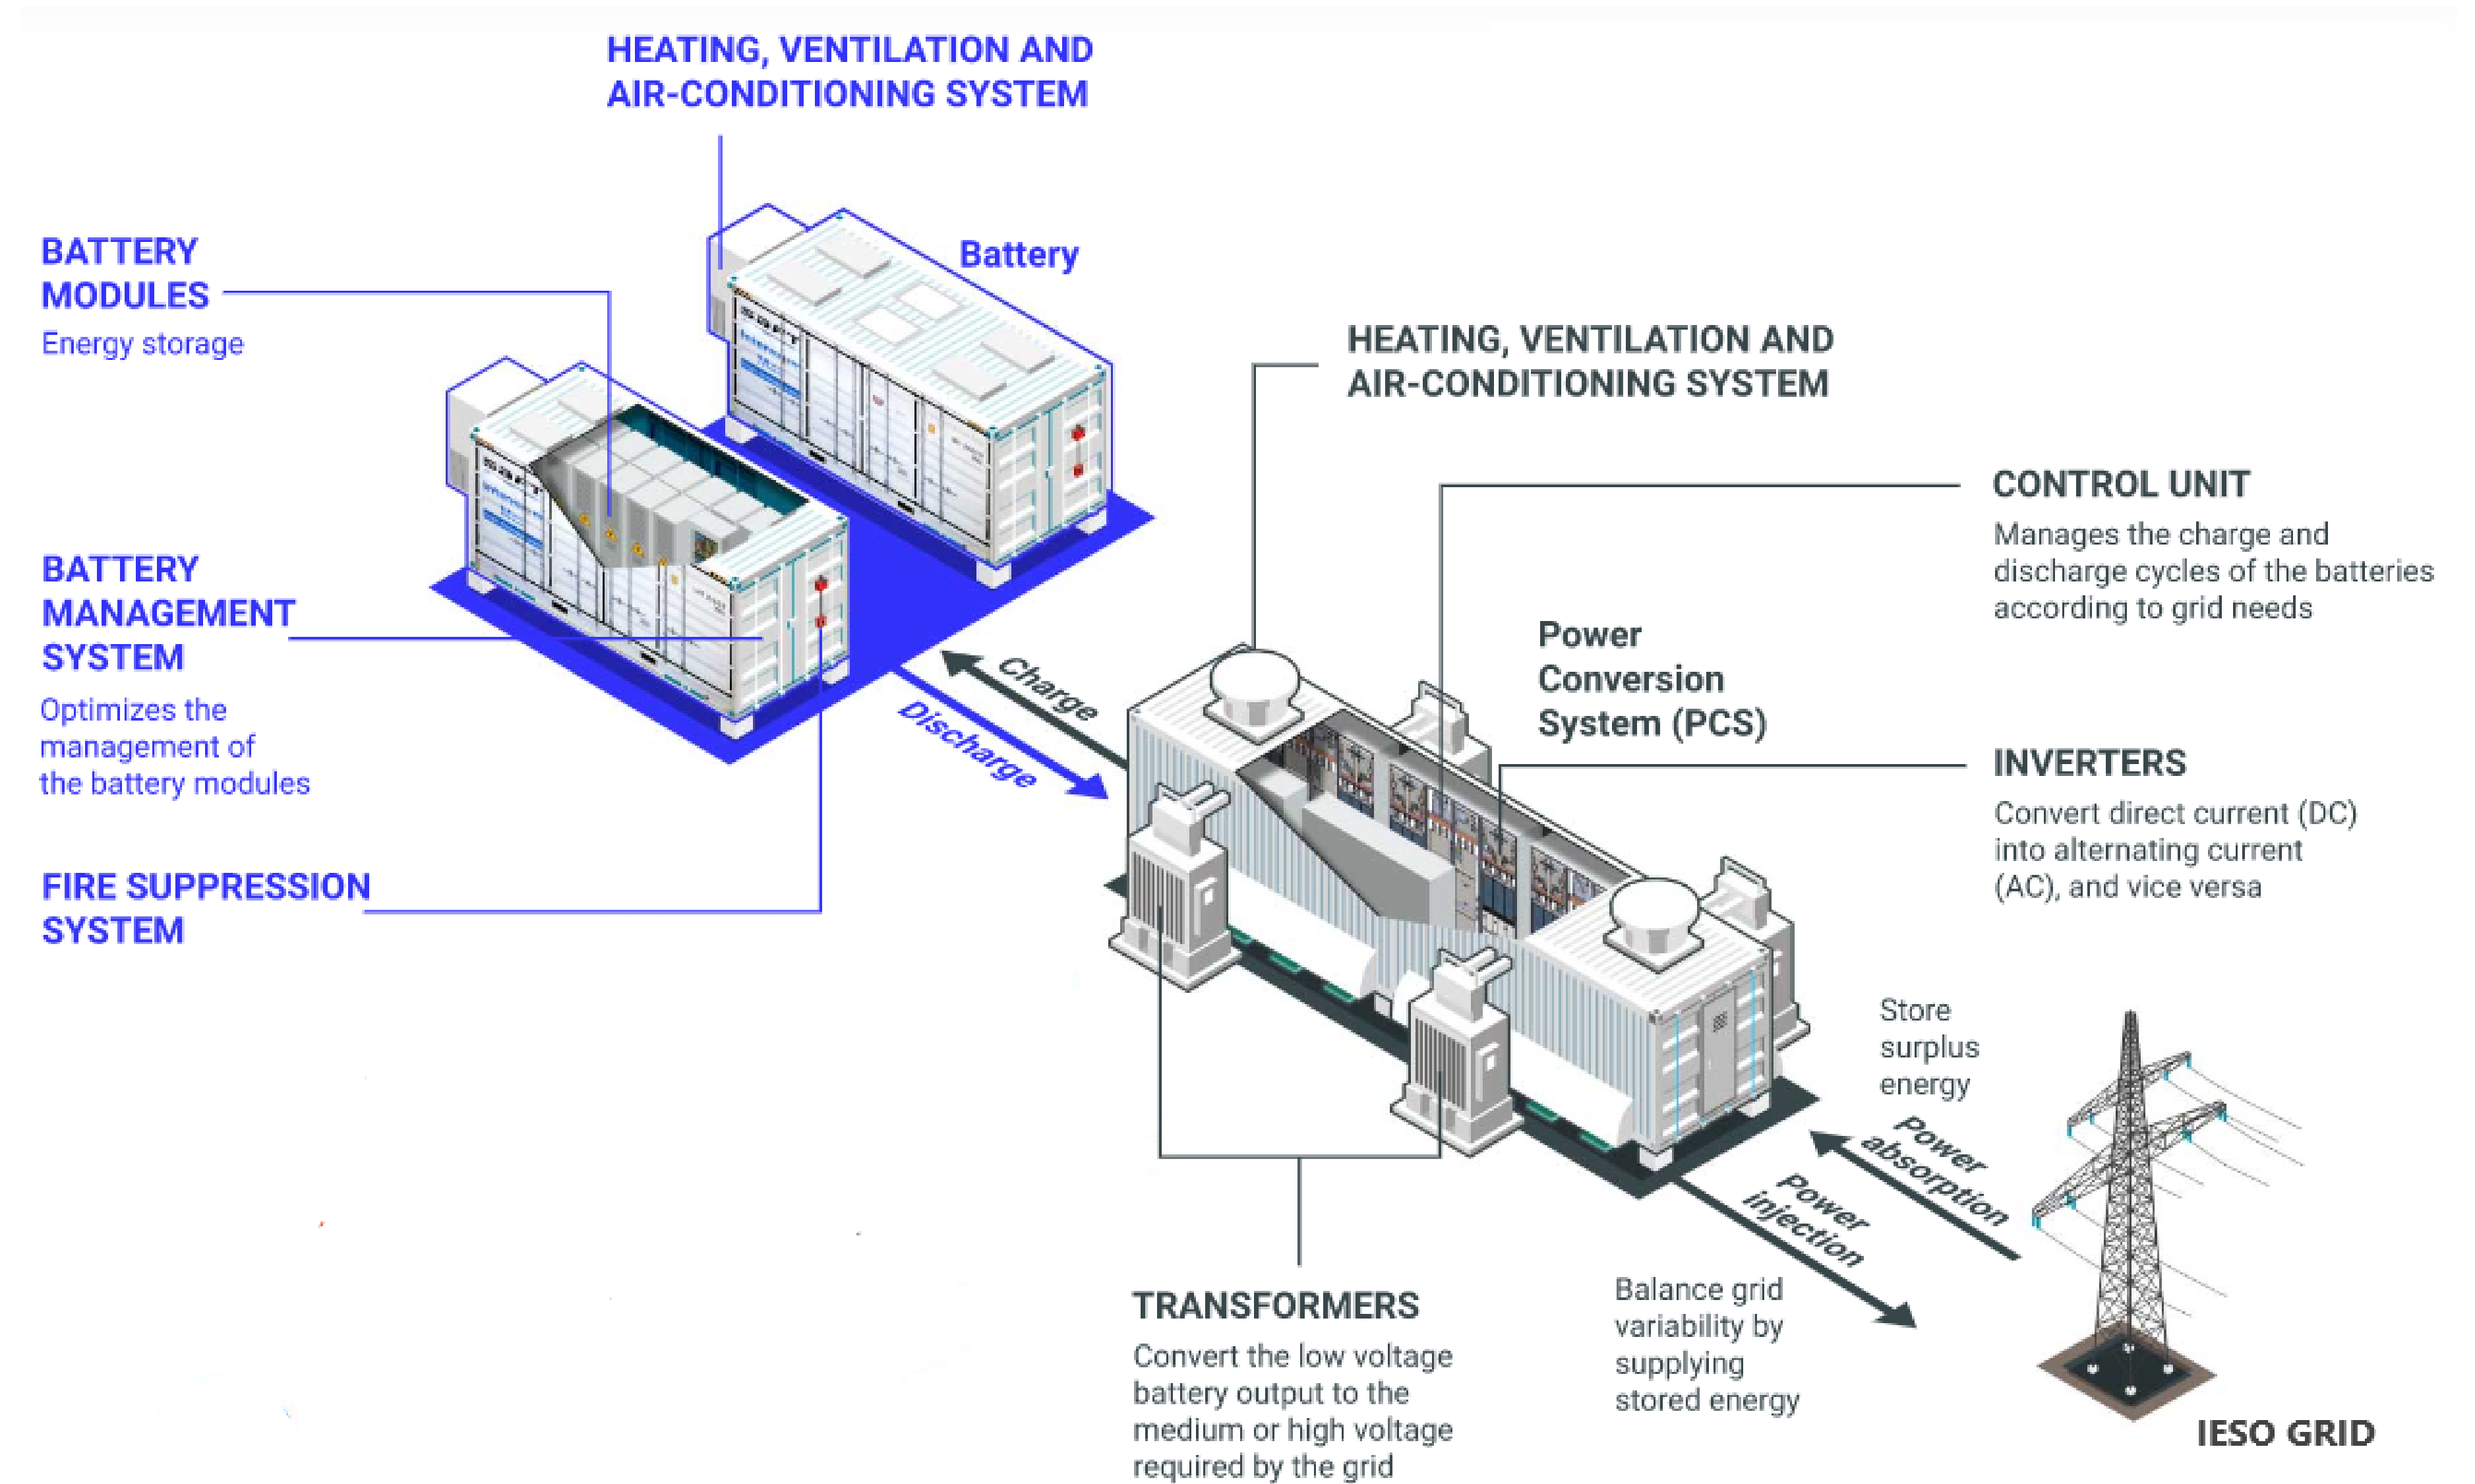 HEATING, VENTILATION AND
AIR-CONDITIONING SYSTEM
Battery
BATTERY
MODULES
Energy storage
BATTERY
MANAGEMENT
SYSTEM
Optimizes the
management of
the battery modules
FIRE SUPPRESSION
SYSTEM
Charge
Discharge
HEATING, VENTILATION AND
AIR-CONDITIONING SYSTEM
CONTROL UNIT
Manages the charge and
discharge cycles of the batteries
according to grid needs
Power
Conversion
System (PCS)
INVERTERS
Convert direct current (DC)
into alternating current
(AC), and vice versa
Store
surplus
energy
Power
absorption
Power
injection
TRANSFORMERS
Convert the low voltage
battery output to the
medium or high voltage
required by the grid
Balance grid
variability by
supplying
stored energy
IESO GRID